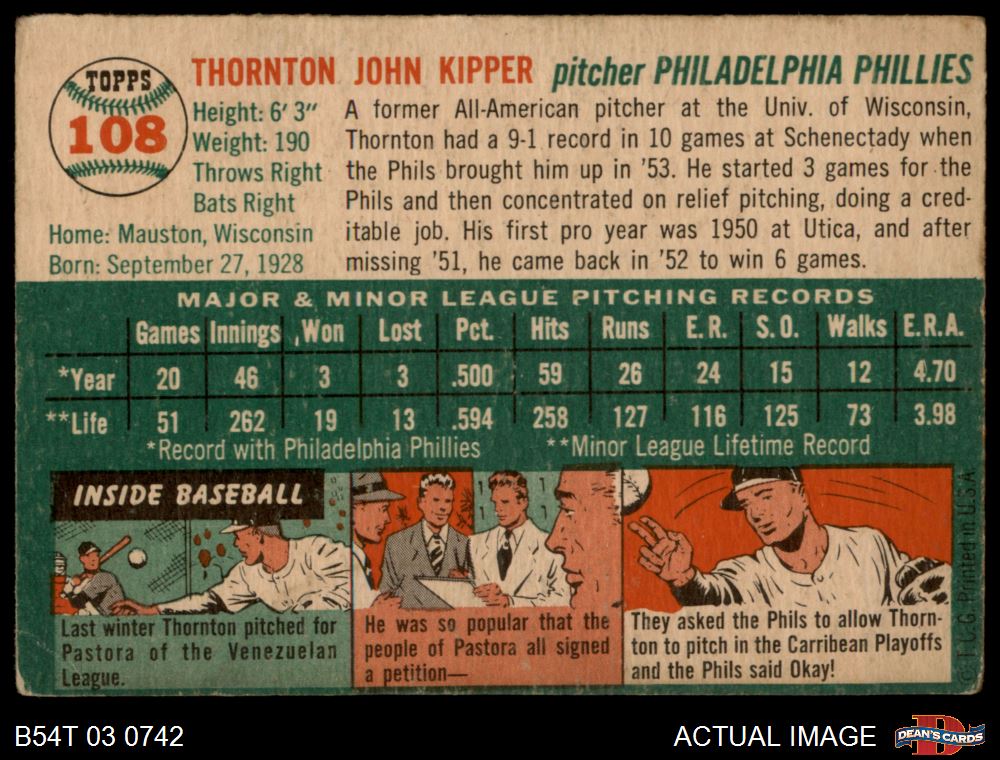 TOPPS
108
THORNTON JOHN KIPPER pitcher PHILADELPHIA PHILLIES
Height: 6' 3"
Weight: 190
Throws Right
Bats Right
Home: Mauston, Wisconsin
Born: September 27, 1928
A former All-American pitcher at the Univ. of Wisconsin,
Thornton had a 9-1 record in 10 games at Schenectady when
the Phils brought him up in '53. He started 3 games for the
Phils and then concentrated on relief pitching, doing a cred-
itable job. His first pro year was 1950 at Utica, and after
missing '51, he came back in '52 to win 6 games.
MAJOR & MINOR LEAGUE PITCHING RECORDS
Games Innings Won Lost Pct. Hits Runs E.R. S.O. Walks E.R.A.
*Year 20 46 3 3 .500 59 26 24 15 12 4.70
**Life 51 262 19 13 .594 258 127 116 125 73 3.98
*Record with Philadelphia Phillies **Minor League Lifetime Record
INSIDE BASEBALL
Last winter Thornton pitched for
Pastora of the Venezuelan
League.
He was so popular that the
people of Pastora all signed
a petition—
They asked the Phils to allow Thorn-
ton to pitch in the Carribean Playoffs
and the Phils said Okay!
© T.C.G. Printed in U.S.A.
B54T 03 0742
ACTUAL IMAGE
DEAN'S CARDS